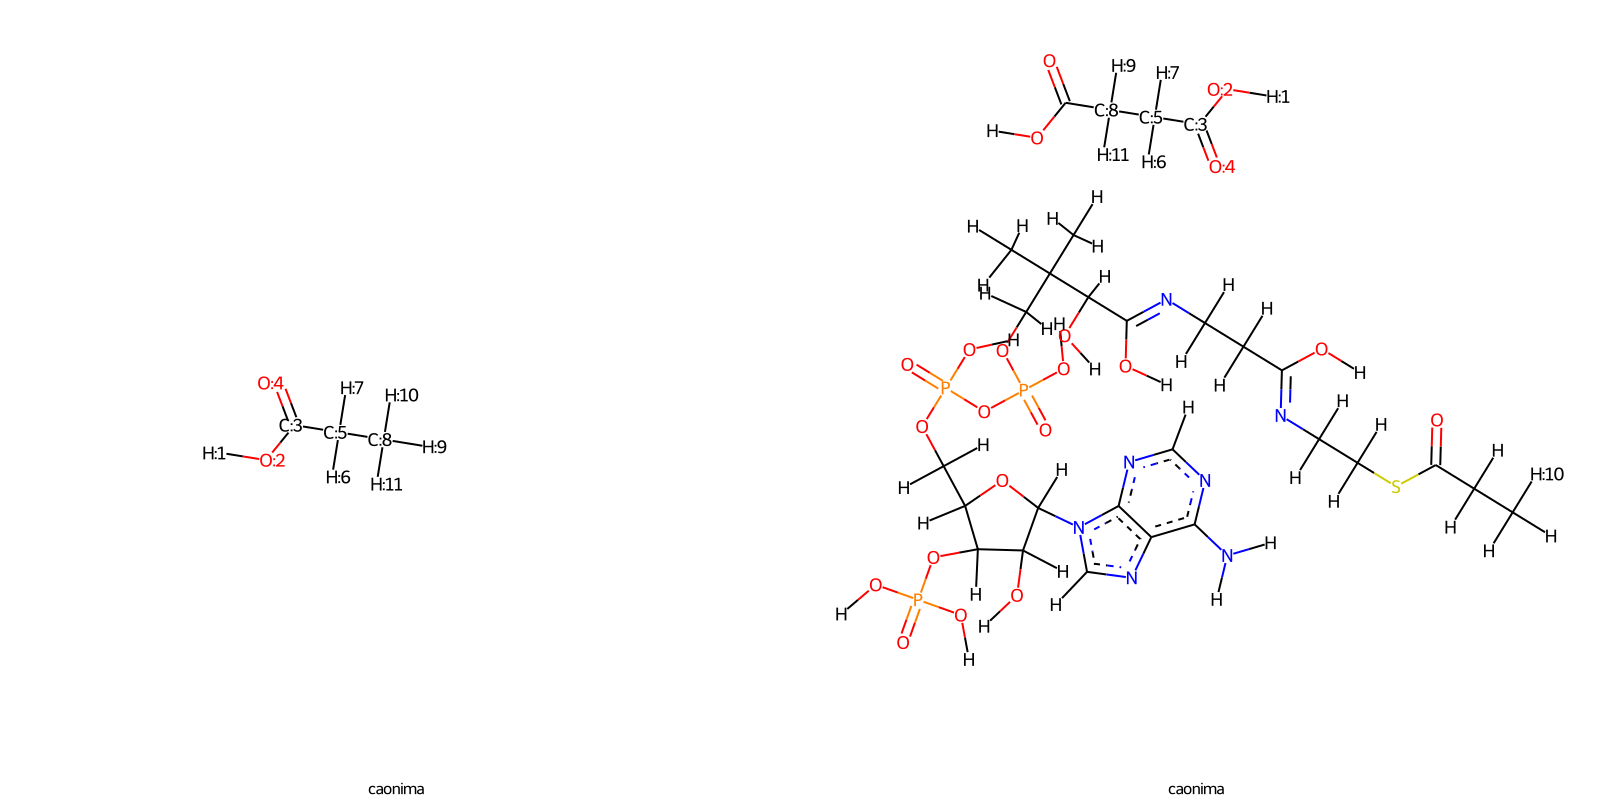 O H:9 H:7
O:2 H:1
C:8 C:5 C:3
H O
H:11 H:6 O:4
H
H H H
H
H H H H
N H
H H O H O
O O H O
O H H O H H H
O:4 H:7 H:10 O P O P
H O N H O
C:3 C:5 C:8 H:9 O H O
H:1 O:2 H H N H
H:6 H:11 H O N H S H:10
H N H H H
O N H H
O H N H
O H O H N H H
H H O H
P
O H
H
caonima caonima